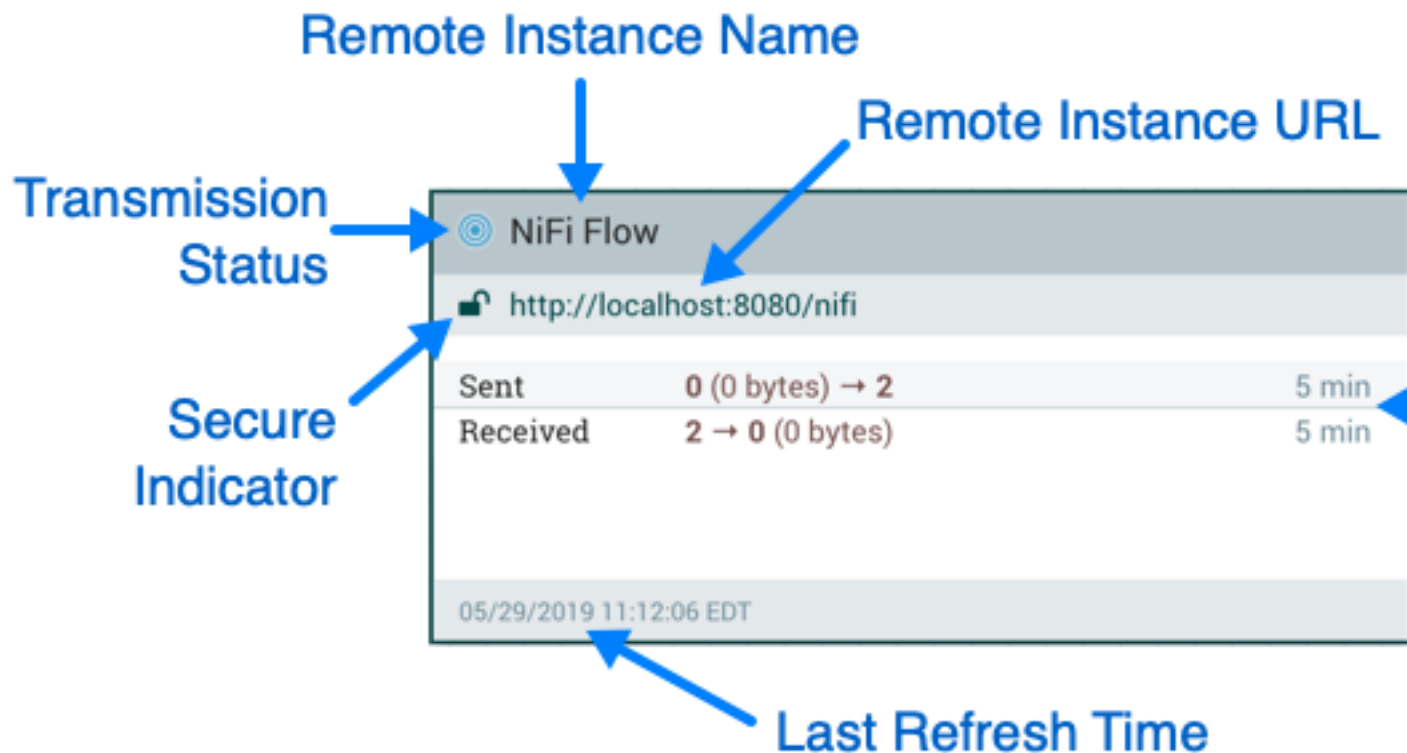 Remote Instance Name
Remote Instance URL
Transmission
Status
NiFi Flow
http://localhost:8080/nifi
Secure
Indicator
Sent 0 (0 bytes) → 2 5 min
Received 2 → 0 (0 bytes) 5 min
05/29/2019 11:12:06 EDT
Last Refresh Time